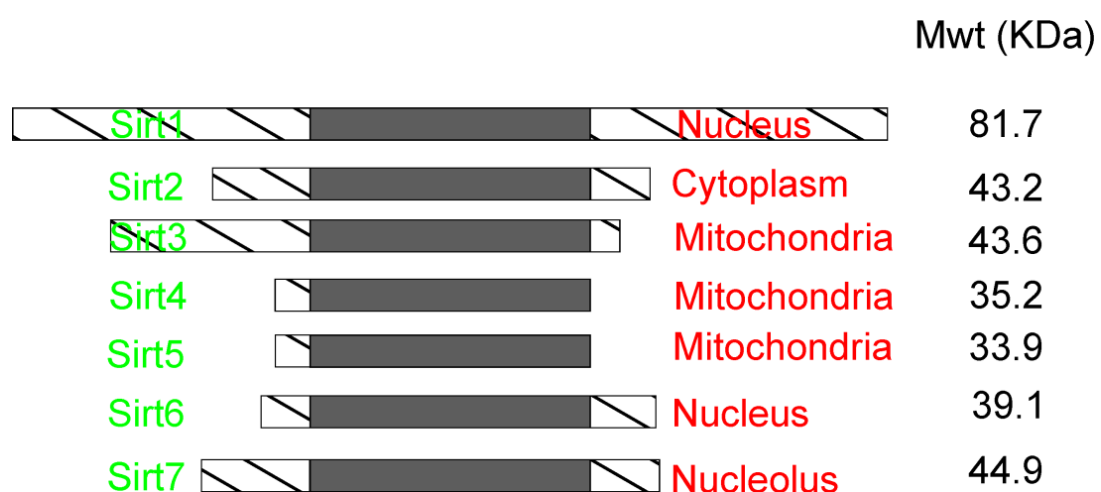 Mwt (KDa)
Sirt1 Nucleus 81.7
Sirt2 Cytoplasm 43.2
Sirt3 Mitochondria 43.6
Sirt4 Mitochondria 35.2
Sirt5 Mitochondria 33.9
Sirt6 Nucleus 39.1
Sirt7 Nucleolus 44.9